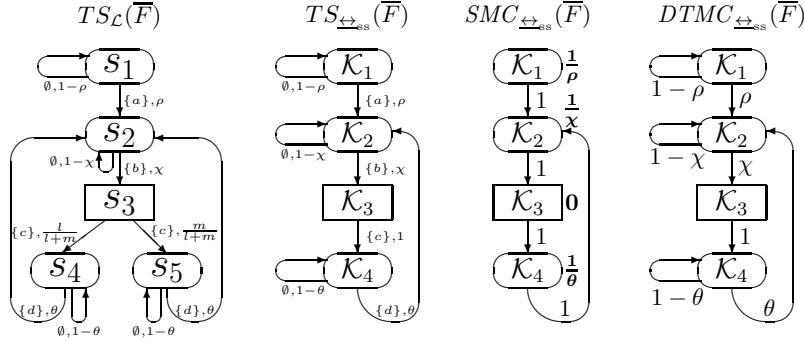 TS_ℒ(F̅) TS_{↔ss}(F̅) SMC_{↔ss}(F̅) DTMC_{↔ss}(F̅)
s₁ 𝒦₁ 𝒦₁ 1/ρ 𝒦₁
∅,1−ρ {a},ρ ∅,1−ρ {a},ρ 1 1−ρ ρ
s₂ 𝒦₂ 𝒦₂ 1/χ 𝒦₂
∅,1−χ {b},χ ∅,1−χ {b},χ 1 1−χ χ
s₃ 𝒦₃ 𝒦₃ 0 𝒦₃
{c},l/(l+m) {c},m/(l+m) {c},1 1 1
s₄ s₅ 𝒦₄ 𝒦₄ 1/θ 𝒦₄
{d},θ ∅,1−θ ∅,1−θ {d},θ ∅,1−θ {d},θ 1 1−θ θ